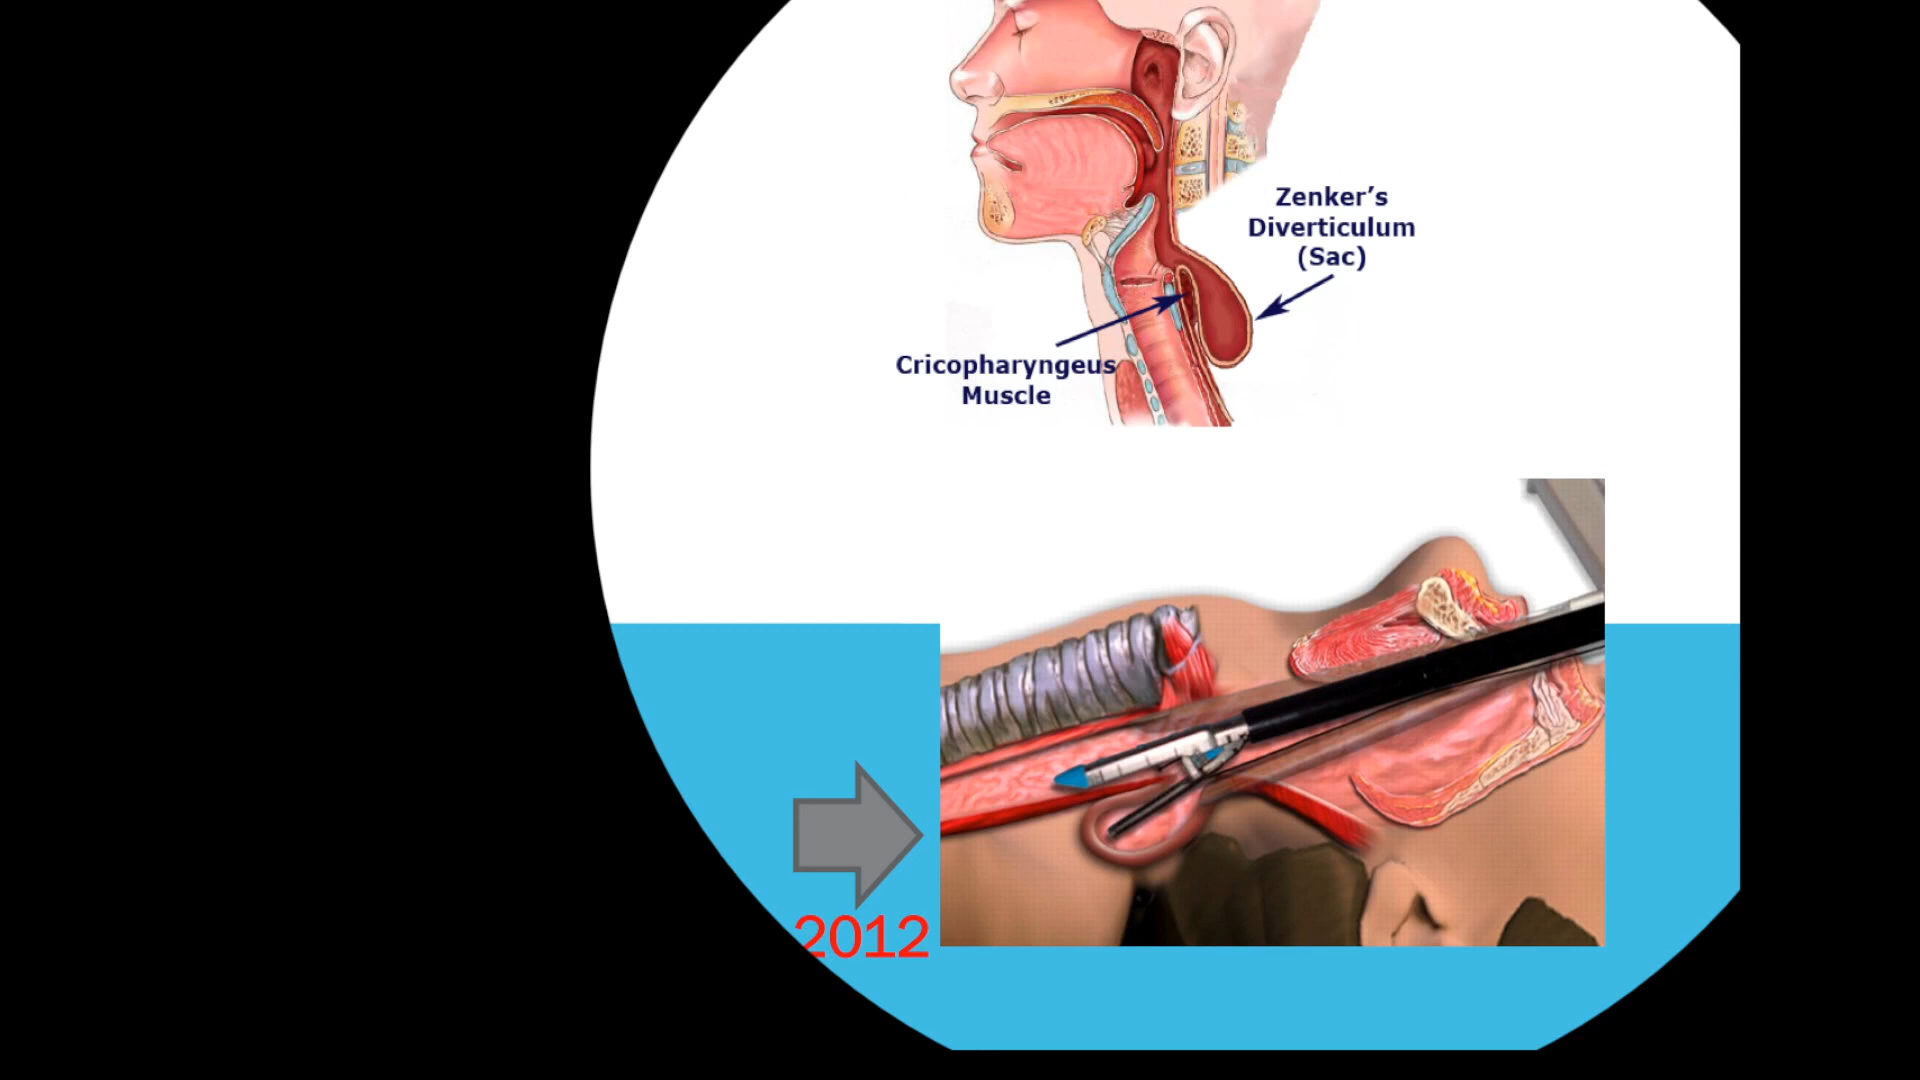 Zenker’s
Diverticulum
(Sac)
Cricopharyngeus
Muscle
2012